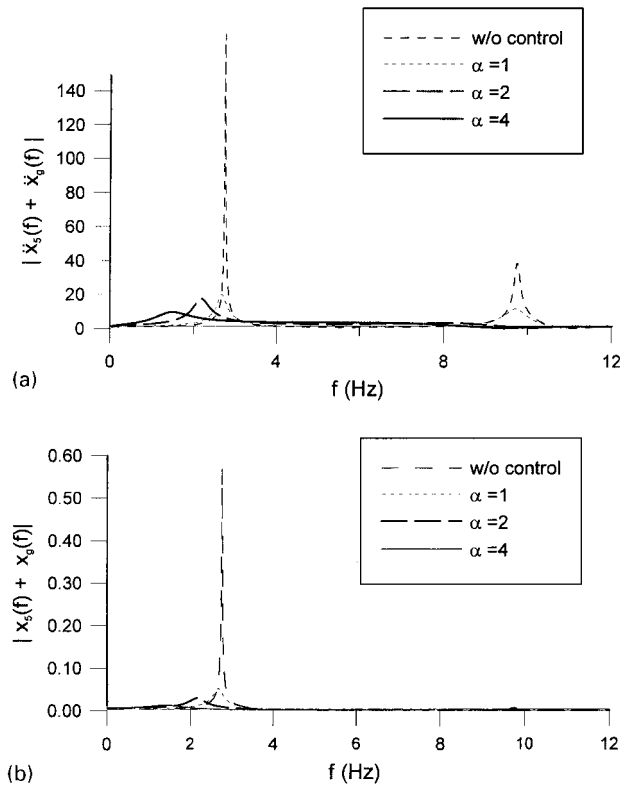 w/o control
α =1
α =2
α =4
140
120
100
80
60
40
20
0
| ẍ₅(f) + ẍg(f) |
0
4
8
12
f (Hz)
(a)
w/o control
α =1
α =2
α =4
0.60
0.50
0.40
0.30
0.20
0.10
0.00
| x₅(f) + xg(f)|
0
2
4
6
8
10
12
f (Hz)
(b)